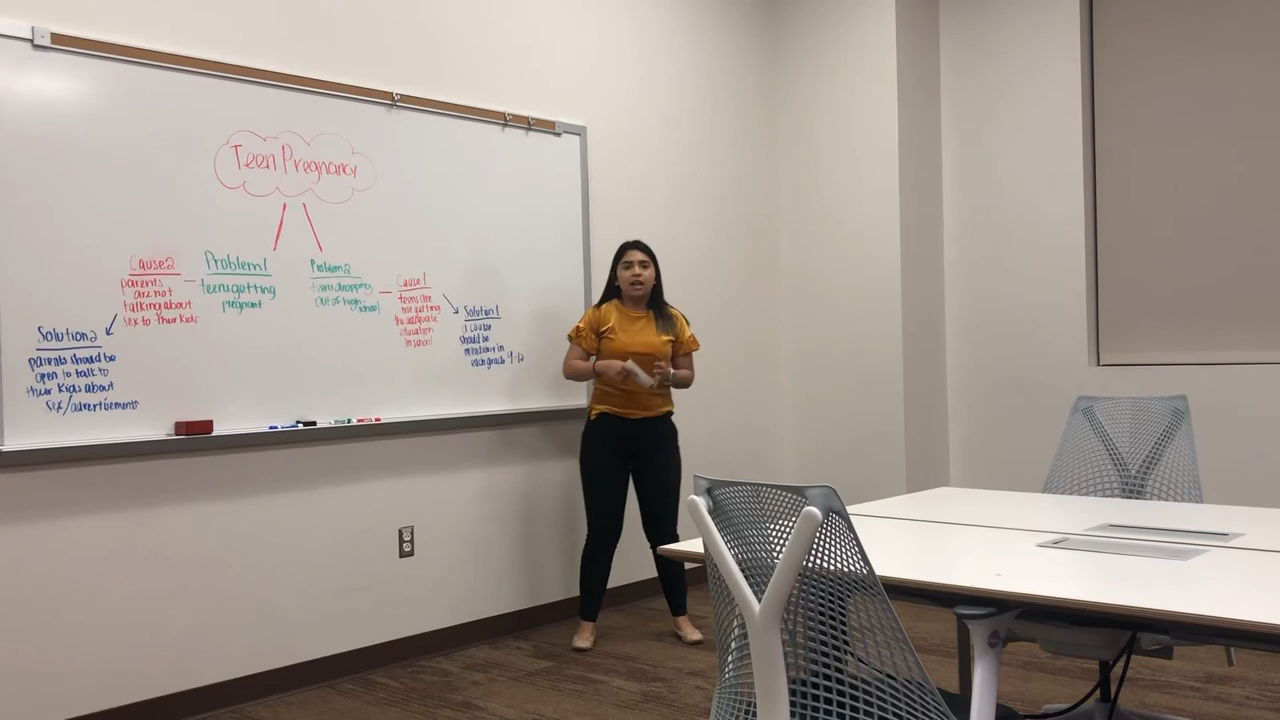 Teen Pregnancy
Cause2
parents
are not
talking about
sex to their kids
Problem1
teens getting
pregnant
Problem2
teens dropping
out of high
school
Cause1
teens are
not getting
the adequate
education
in school
Solution1
a course
should be
mandatory in
each grade 9-12
Solution2
parents should be
open to talk to
their kids about
sex/advertisements